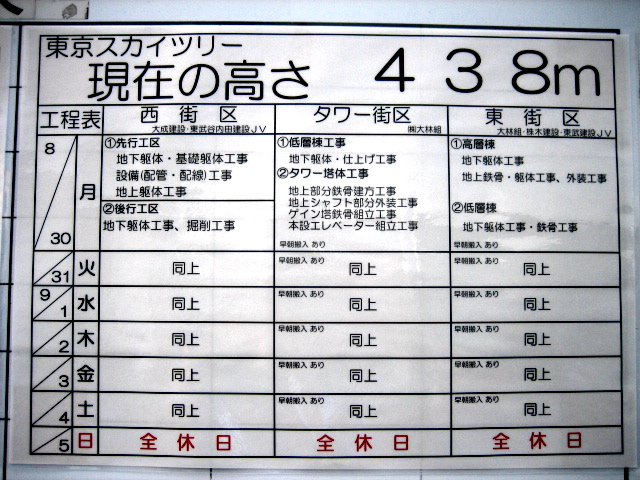 東京スカイツリー
現在の高さ 438m
工程表 西街区 タワー街区 東街区
大成建設・東武谷内田建設JV ㈱大林組 大林組・株木建設・東武建設JV
8/30 月
①先行工区
地下躯体・基礎躯体工事
設備(配管・配線)工事
地上躯体工事
②後行工区
地下躯体工事、掘削工事
①低層棟工事
地下躯体・仕上げ工事
②タワー塔体工事
地上部分鉄骨建方工事
地上シャフト部分外装工事
ゲイン塔鉄骨組立工事
本設エレベーター組立工事
早朝搬入 あり
①高層棟
地下躯体工事
地上鉄骨・躯体工事、外装工事
②低層棟
地下躯体工事・鉄骨工事
早朝搬入 あり
31 火 同上 早朝搬入 あり 同上 早朝搬入 あり 同上
9/1 水 同上 早朝搬入 あり 同上 早朝搬入 あり 同上
2 木 同上 早朝搬入 あり 同上 早朝搬入 あり 同上
3 金 同上 早朝搬入 あり 同上 早朝搬入 あり 同上
4 土 同上 早朝搬入 あり 同上 早朝搬入 あり 同上
5 日 全休日 全休日 全休日